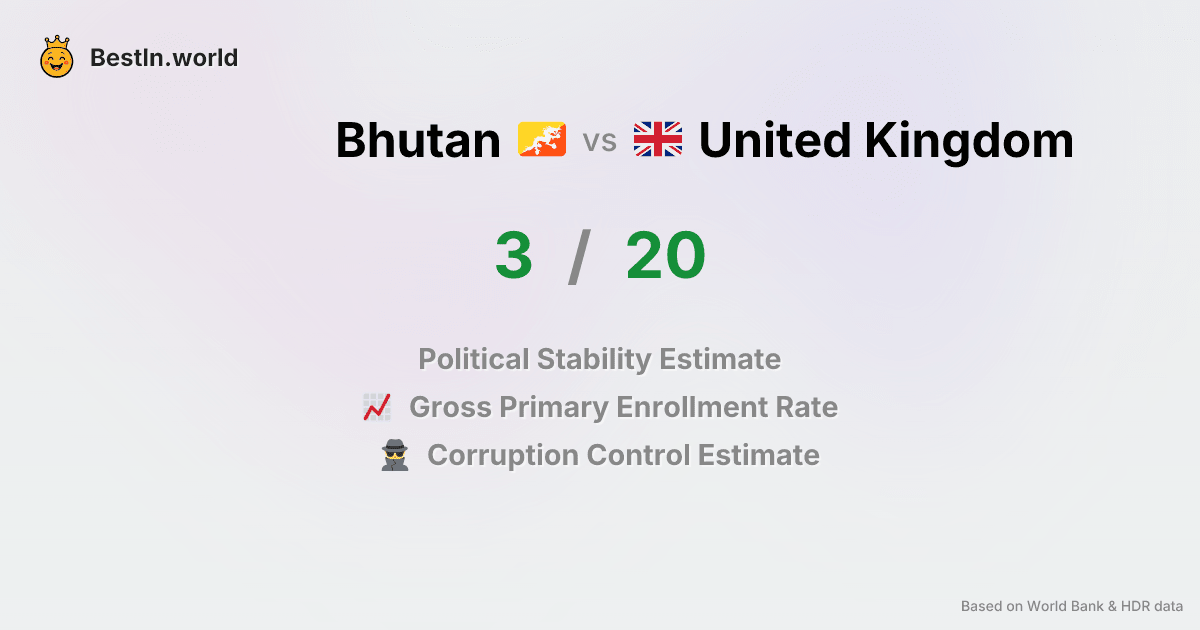 BestIn.world
Bhutan vs United Kingdom
3 / 20
Political Stability Estimate
Gross Primary Enrollment Rate
Corruption Control Estimate
Based on World Bank & HDR data